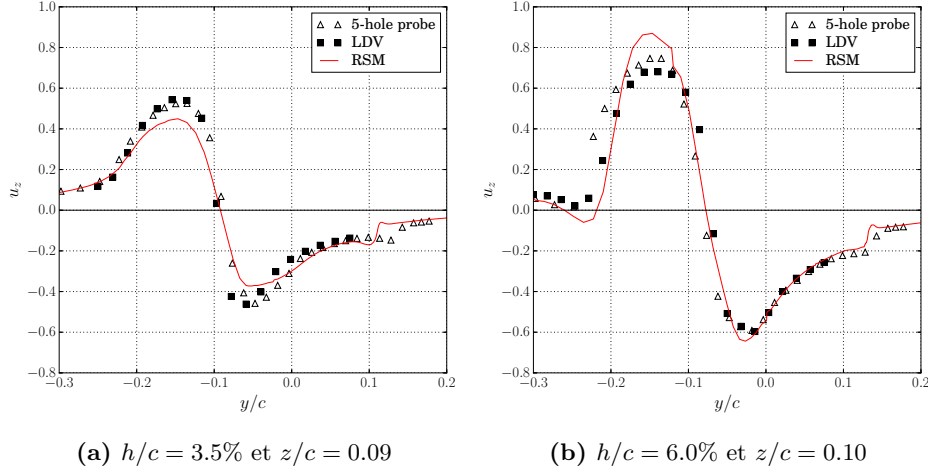 1.0
0.8
0.6
0.4
0.2
0.0
−0.2
−0.4
−0.6
−0.8
u_z
−0.3 −0.2 −0.1 0.0 0.1 0.2
y/c
5-hole probe
LDV
RSM
(a) h/c = 3.5% et z/c = 0.09
1.0
0.8
0.6
0.4
0.2
0.0
−0.2
−0.4
−0.6
−0.8
u_z
−0.3 −0.2 −0.1 0.0 0.1 0.2
y/c
5-hole probe
LDV
RSM
(b) h/c = 6.0% et z/c = 0.10